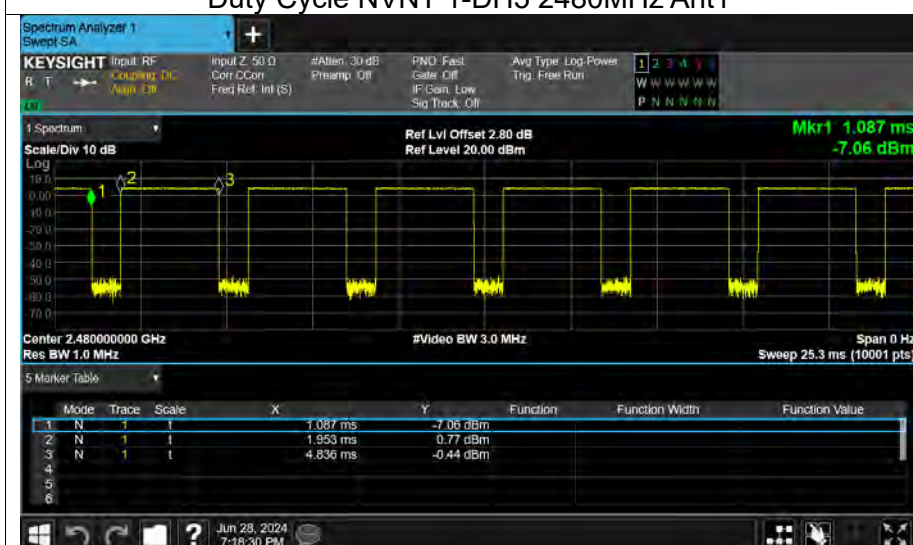 Duty Cycle NVNT 1-DH5 2480MHz Ant1
Spectrum Analyzer 1
Swept SA
+
KEYSIGHT
R T
Input: RF
Coupling: DC
Align: Off
Input Z: 50 Ω
Corr CCorr
Freq Ref: Int (S)
#Atten: 30 dB
Preamp: Off
PNO: Fast
Gate: Off
IF Gain: Low
Sig Track: Off
Avg Type: Log-Power
Trig: Free Run
1 2 3 4 5 6
W W W W W W
P N N N N N
1 Spectrum
Scale/Div 10 dB
Log
Ref Lvl Offset 2.80 dB
Ref Level 20.00 dBm
Mkr1 1.087 ms
-7.06 dBm
10.0
0.00
-10.0
-20.0
-30.0
-40.0
-50.0
-60.0
-70.0
1
2
3
Center 2.480000000 GHz
Res BW 1.0 MHz
#Video BW 3.0 MHz
Span 0 Hz
Sweep 25.3 ms (10001 pts)
5 Marker Table
Mode Trace Scale X Y Function Function Width Function Value
1 N 1 t 1.087 ms -7.06 dBm
2 N 1 t 1.953 ms 0.77 dBm
3 N 1 t 4.836 ms -0.44 dBm
4
5
6
?
Jun 28, 2024
7:18:30 PM